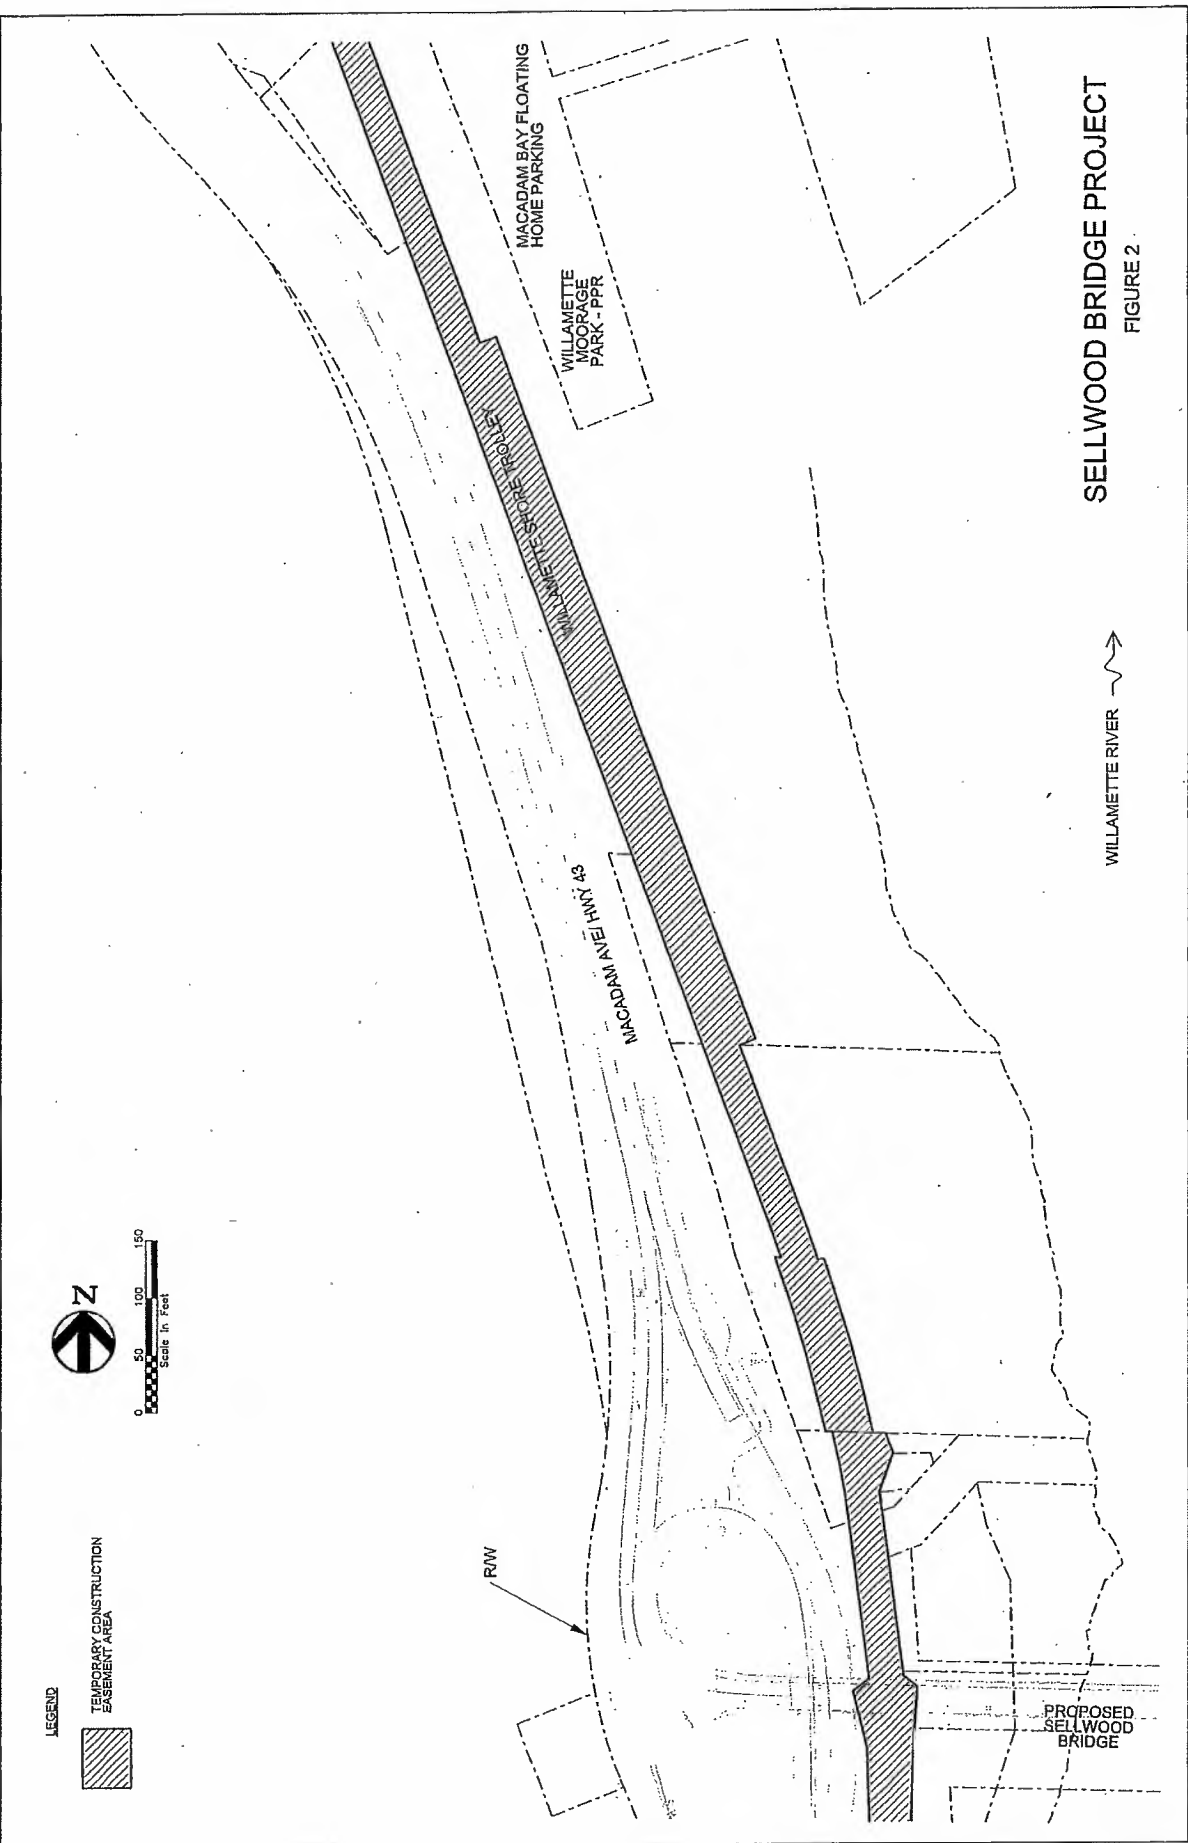 LEGEND
TEMPORARY CONSTRUCTION
EASEMENT AREA
N
0 50 100 150
Scale In Feet
R/W
MACADAM AVE/ HWY 43
WILLAMETTE SHORE TROLLEY
WILLAMETTE
MOORAGE
PARK - PPR
MACADAM BAY FLOATING
HOME PARKING
PROPOSED
SELLWOOD
BRIDGE
WILLAMETTE RIVER
SELLWOOD BRIDGE PROJECT
FIGURE 2